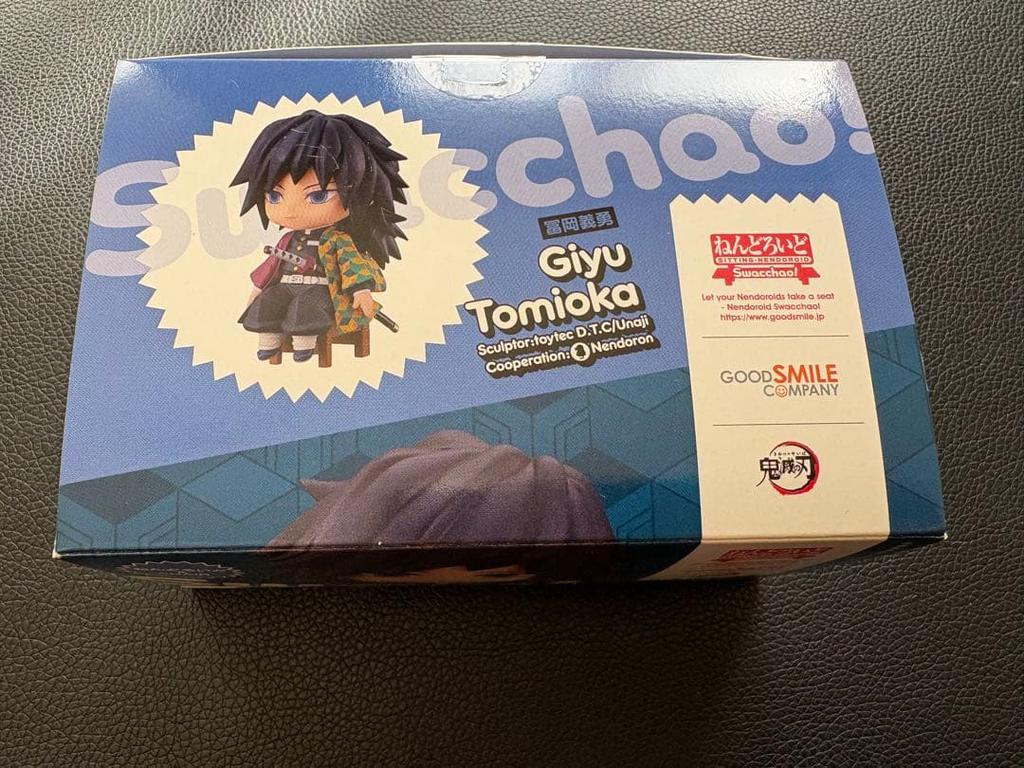 Swacchao!
冨岡義勇
Giyu
Tomioka
Sculptor:toytec D.T.C/Unaji
Cooperation: Nendoron
ねんどろいど
SITTING-NENDOROID
Swacchao!
Let your Nendoroids take a seat
- Nendoroid Swacchao!
https://www.goodsmile.jp
GOODSMILE
COMPANY
鬼滅の刃